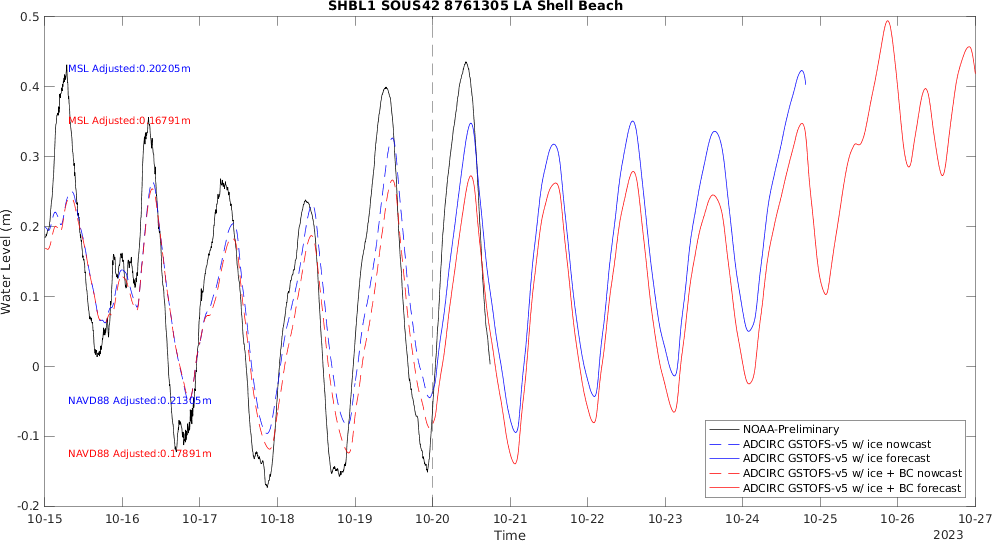 SHBL1 SOUS42 8761305 LA Shell Beach
0.5
0.4
0.3
0.2
0.1
0
-0.1
-0.2
Water Level (m)
MSL Adjusted:0.20205m
MSL Adjusted:0.16791m
NAVD88 Adjusted:0.21305m
NAVD88 Adjusted:0.17891m
NOAA-Preliminary
ADCIRC GSTOFS-v5 w/ ice nowcast
ADCIRC GSTOFS-v5 w/ ice forecast
ADCIRC GSTOFS-v5 w/ ice + BC nowcast
ADCIRC GSTOFS-v5 w/ ice + BC forecast
10-15 10-16 10-17 10-18 10-19 10-20 10-21 10-22 10-23 10-24 10-25 10-26 10-27
Time
2023